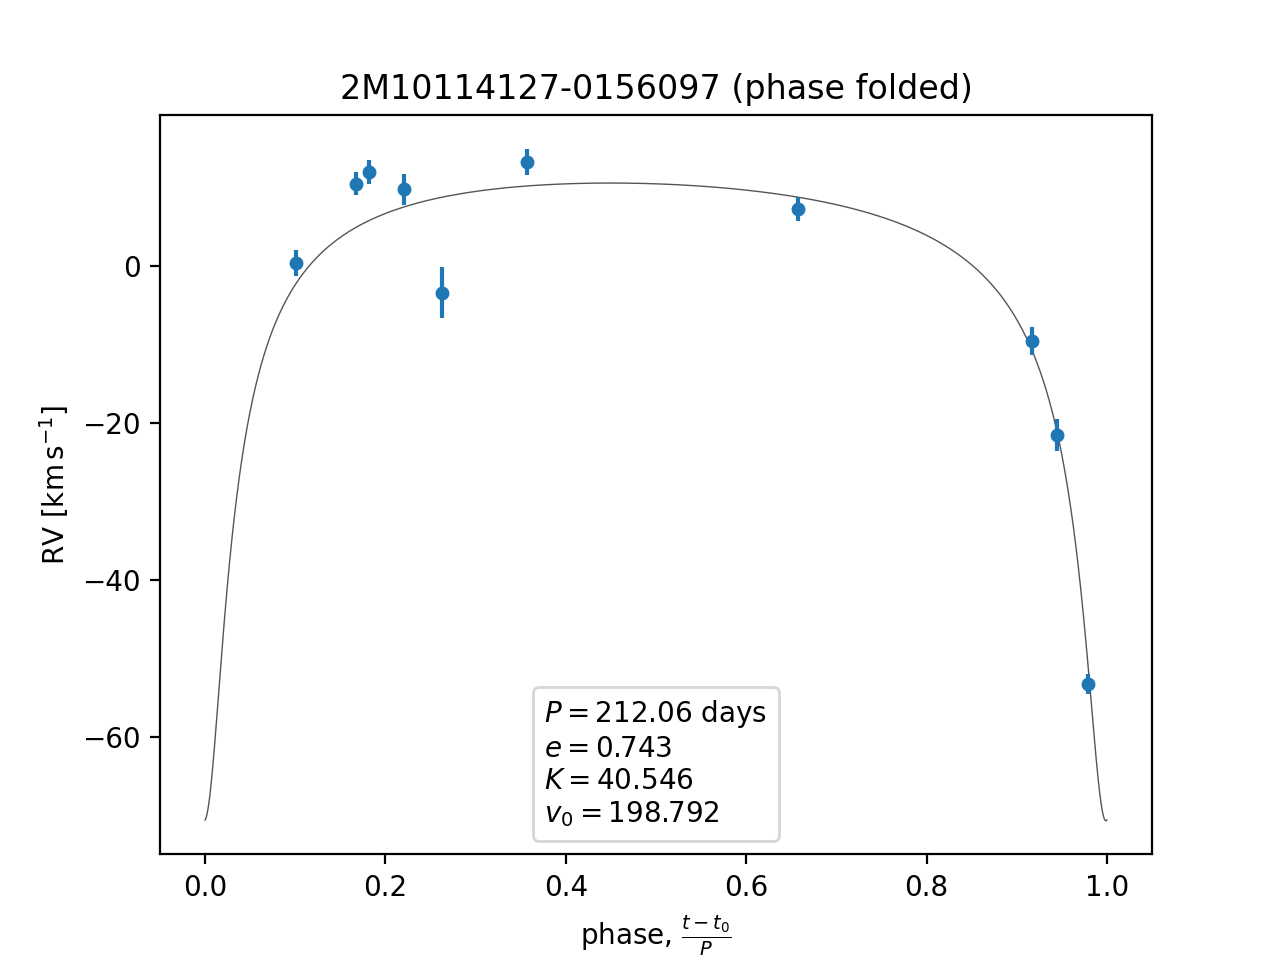 2M10114127-0156097 (phase folded)
RV [km s⁻¹]
0
−20
−40
−60
P = 212.06 days
e = 0.743
K = 40.546
v₀ = 198.792
0.0 0.2 0.4 0.6 0.8 1.0
phase, (t − t₀)/P